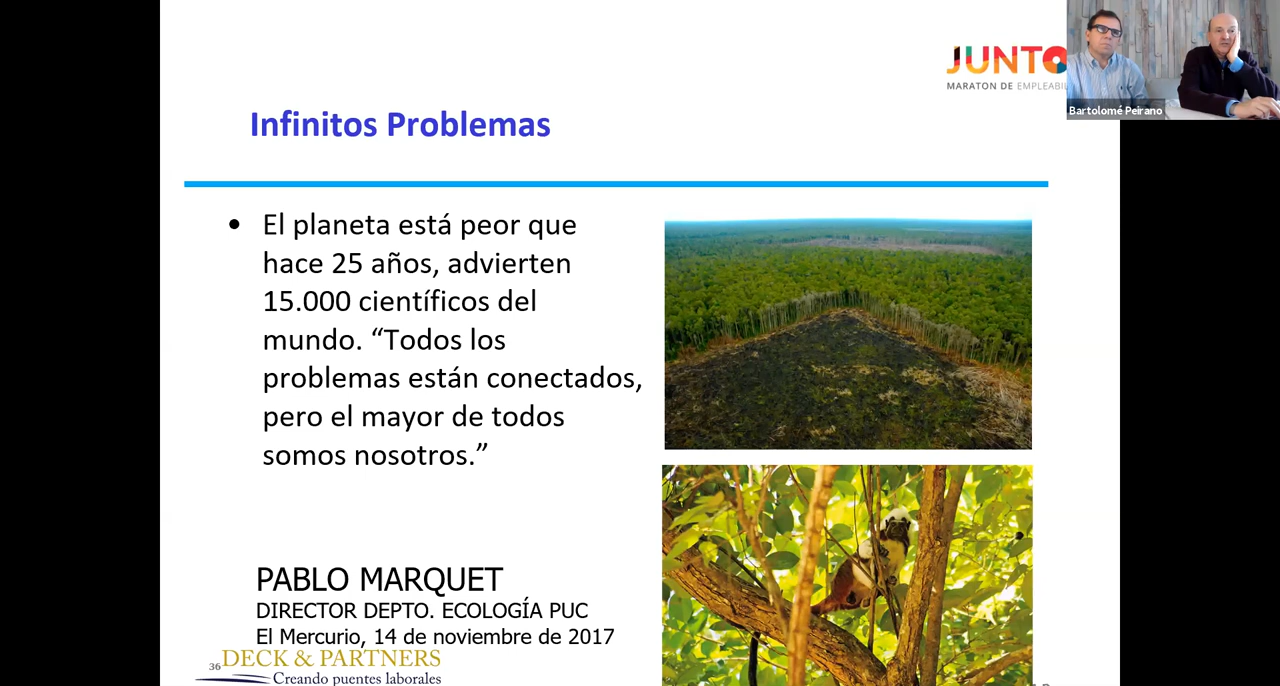 JUNTO
MARATON DE EMPLEABIL
Bartolomé Peirano
Infinitos Problemas
• El planeta está peor que
hace 25 años, advierten
15.000 científicos del
mundo. “Todos los
problemas están conectados,
pero el mayor de todos
somos nosotros.”
PABLO MARQUET
DIRECTOR DEPTO. ECOLOGÍA PUC
El Mercurio, 14 de noviembre de 2017
36 DECK & PARTNERS
Creando puentes laborales